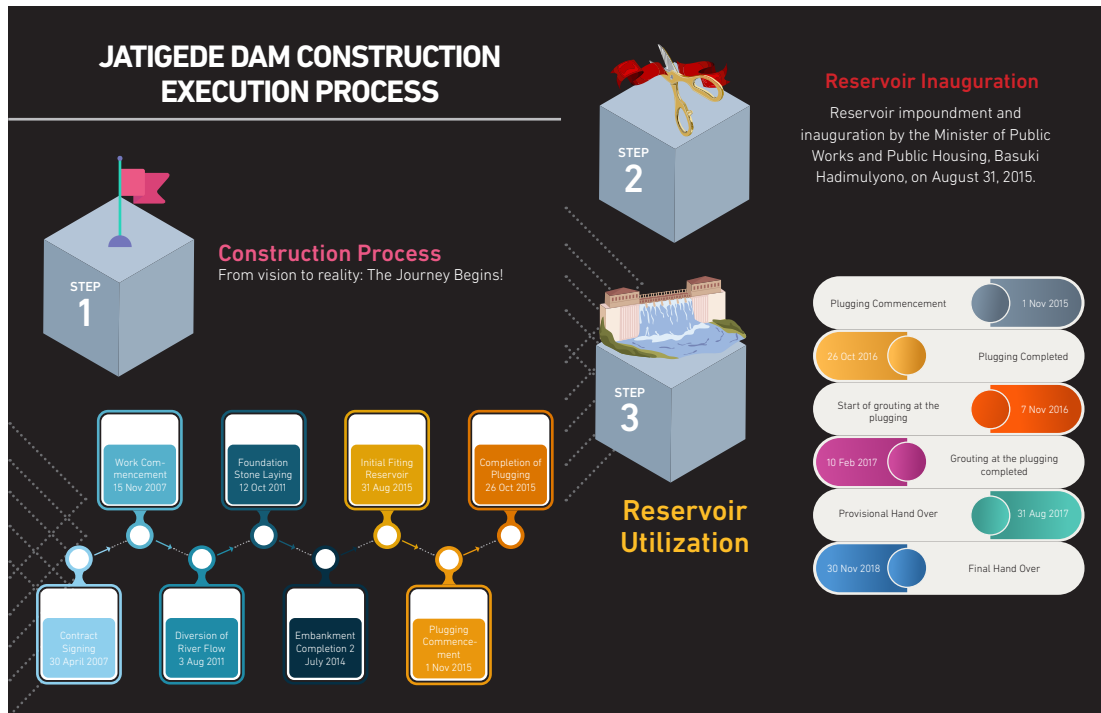 JATIGEDE DAM CONSTRUCTION
EXECUTION PROCESS
STEP
1
Construction Process
From vision to reality: The Journey Begins!
Contract
Signing
30 April 2007
Work Com-
mencement
15 Nov 2007
Diversion of
River Flow
3 Aug 2011
Foundation
Stone Laying
12 Oct 2011
Embankment
Completion 2
July 2014
Initial Fiting
Reservoir
31 Aug 2015
Plugging
Commence-
ment
1 Nov 2015
Completion of
Plugging
26 Oct 2015
STEP
2
Reservoir Inauguration
Reservoir impoundment and
inauguration by the Minister of Public
Works and Public Housing, Basuki
Hadimulyono, on August 31, 2015.
STEP
3
Reservoir
Utilization
Plugging Commencement
1 Nov 2015
26 Oct 2016
Plugging Completed
Start of grouting at the
plugging
7 Nov 2016
10 Feb 2017
Grouting at the plugging
completed
Provisional Hand Over
31 Aug 2017
30 Nov 2018
Final Hand Over